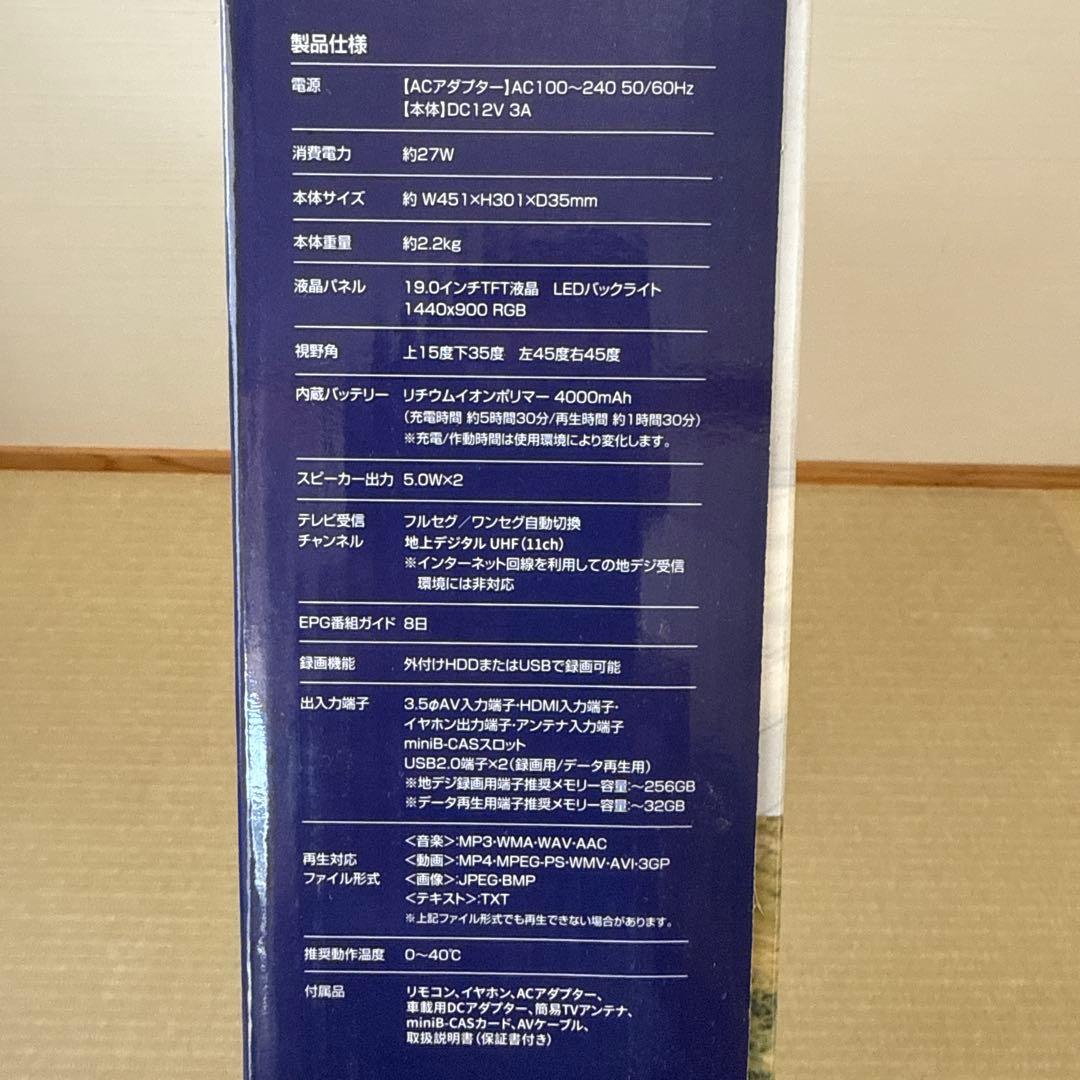 製品仕様
電源 【ACアダプター】AC100～240 50/60Hz
【本体】DC12V 3A
消費電力 約27W
本体サイズ 約 W451×H301×D35mm
本体重量 約2.2kg
液晶パネル 19.0インチTFT液晶 LEDバックライト
1440x900 RGB
視野角 上15度下35度 左45度右45度
内蔵バッテリー リチウムイオンポリマー 4000mAh
（充電時間 約5時間30分/再生時間 約1時間30分）
※充電/作動時間は使用環境により変化します。
スピーカー出力 5.0W×2
テレビ受信 フルセグ／ワンセグ自動切換
チャンネル 地上デジタル UHF（11ch）
※インターネット回線を利用しての地デジ受信
環境には非対応
EPG番組ガイド 8日
録画機能 外付けHDDまたはUSBで録画可能
出入力端子 3.5φAV入力端子・HDMI入力端子・
イヤホン出力端子・アンテナ入力端子
miniB-CASスロット
USB2.0端子×2（録画用/データ再生用）
※地デジ録画用端子推奨メモリー容量：～256GB
※データ再生用端子推奨メモリー容量：～32GB
＜音楽＞：MP3・WMA・WAV・AAC
再生対応 ＜動画＞：MP4・MPEG-PS・WMV・AVI・3GP
ファイル形式 ＜画像＞：JPEG・BMP
＜テキスト＞：TXT
※上記ファイル形式でも再生できない場合があります。
推奨動作温度 0～40℃
付属品 リモコン、イヤホン、ACアダプター、
車載用DCアダプター、簡易TVアンテナ、
miniB-CASカード、AVケーブル、
取扱説明書（保証書付き）